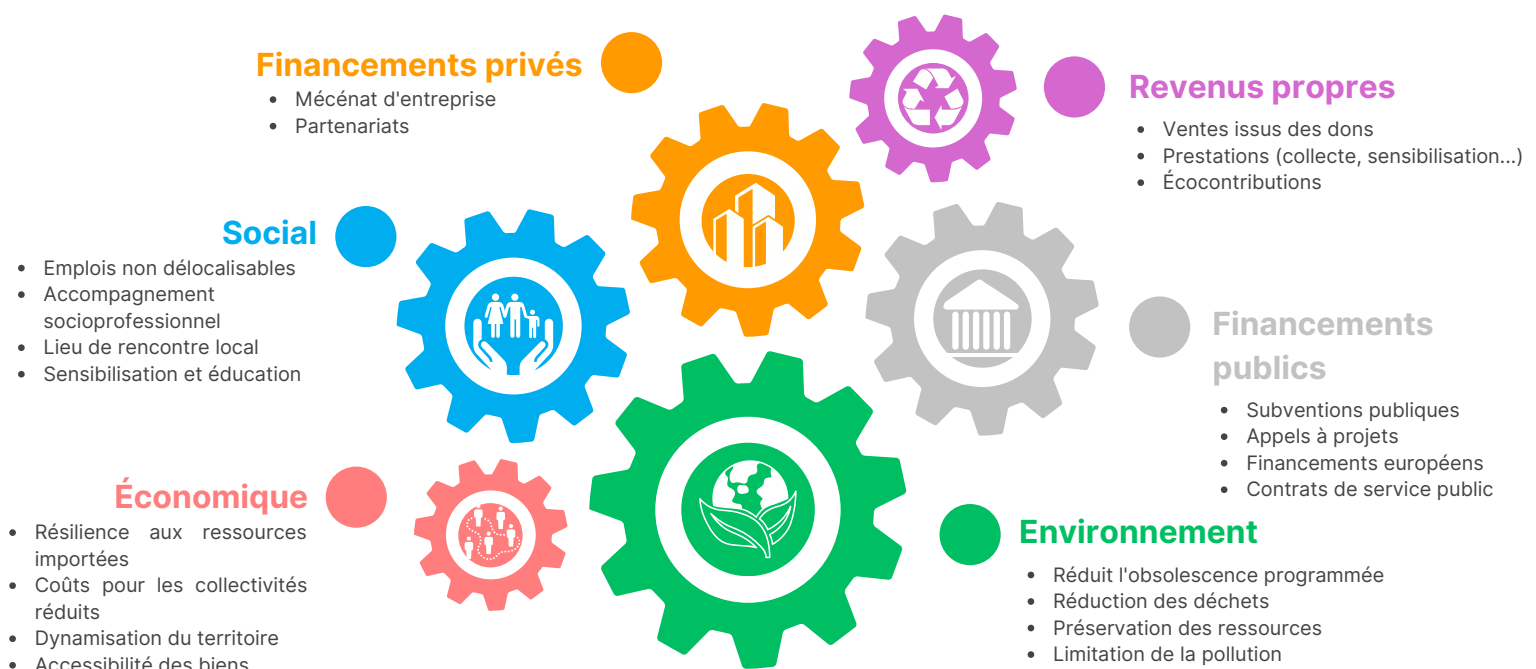 Financements privés
• Mécénat d'entreprise
• Partenariats
Revenus propres
• Ventes issus des dons
• Prestations (collecte, sensibilisation...)
• Écocontributions
Social
• Emplois non délocalisables
• Accompagnement
socioprofessionnel
• Lieu de rencontre local
• Sensibilisation et éducation
Financements
publics
• Subventions publiques
• Appels à projets
• Financements européens
• Contrats de service public
Économique
• Résilience aux ressources
importées
• Coûts pour les collectivités
réduits
• Dynamisation du territoire
• Accessibilité des biens
Environnement
• Réduit l'obsolescence programmée
• Réduction des déchets
• Préservation des ressources
• Limitation de la pollution